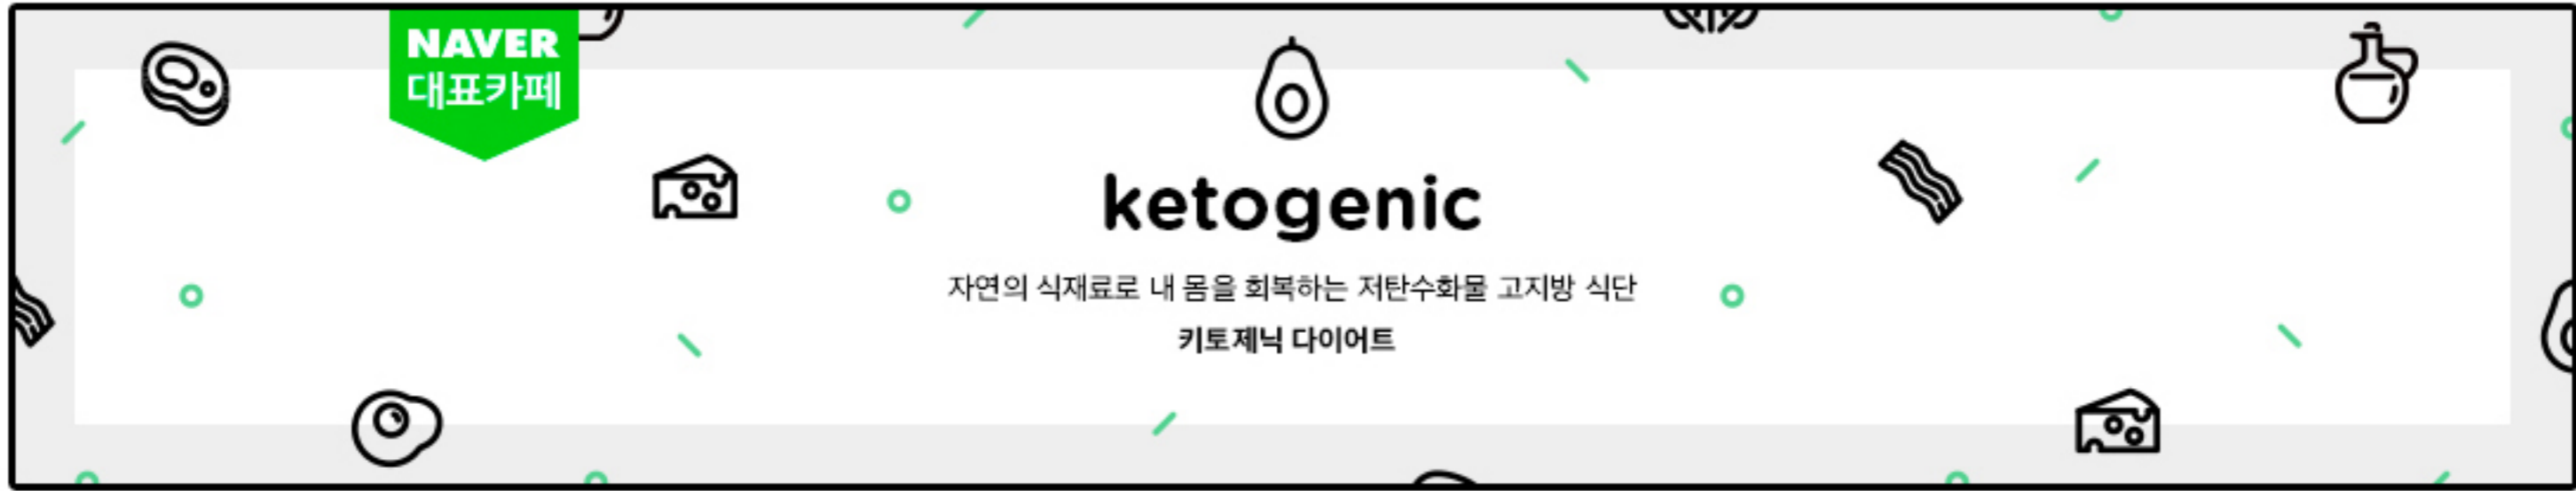 NAVER
대표카페
ketogenic
자연의 식재료로 내 몸을 회복하는 저탄수화물 고지방 식단
키토제닉 다이어트